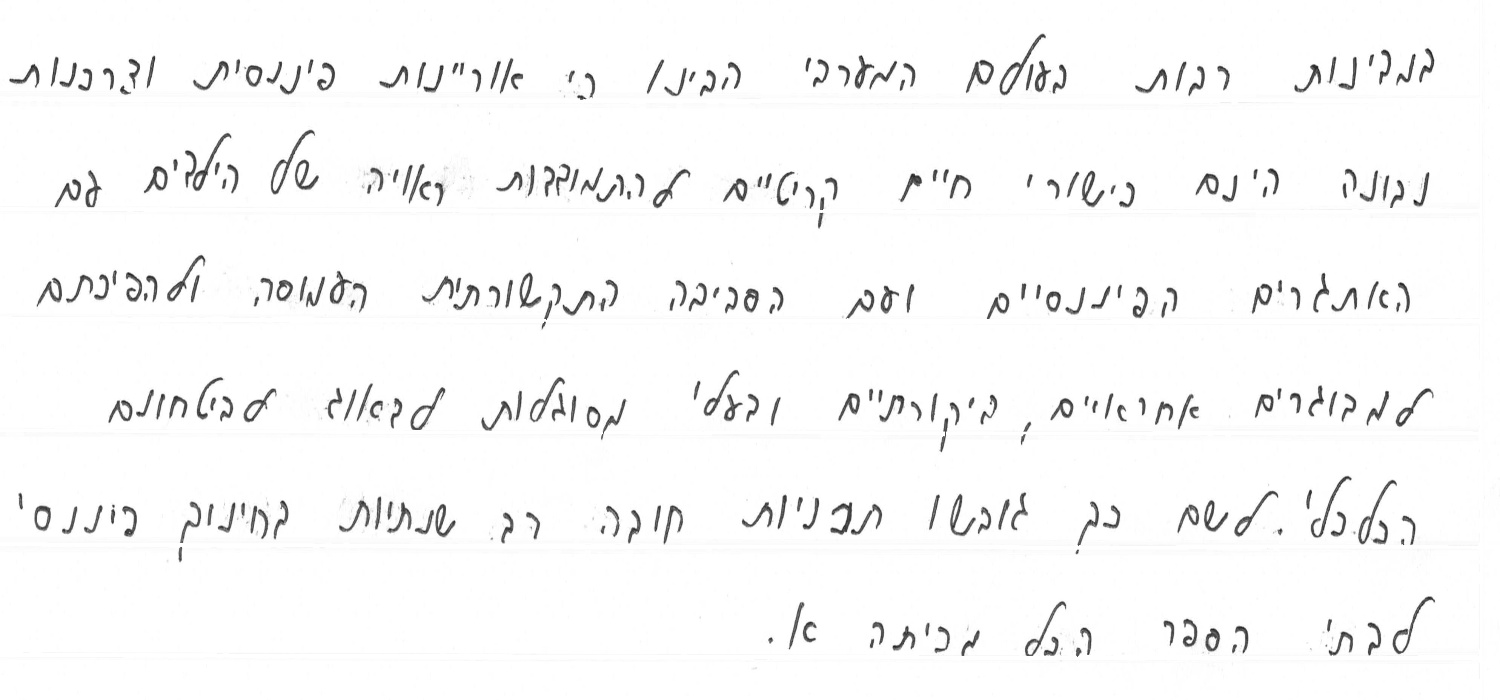 במדינות רבות בעולם המערבי הבינו כי אוריינות פיננסית וצרכנות
נבונה הינם כישורי חיים קריטיים להתמודדות ראויה של הילדים עם
האתגרים הפיננסיים ועם הסביבה התקשורתית העמוסה ולהפיכתם
למבוגרים אחראויים, ביקורתיים ובעלי מסוגלות לדאוג לביטחונם
הכלכלי. לשם כך גובשו תכניות חובה רב שנתיות בחינוך פיננסי
לבתי הספר החל מכיתה א.